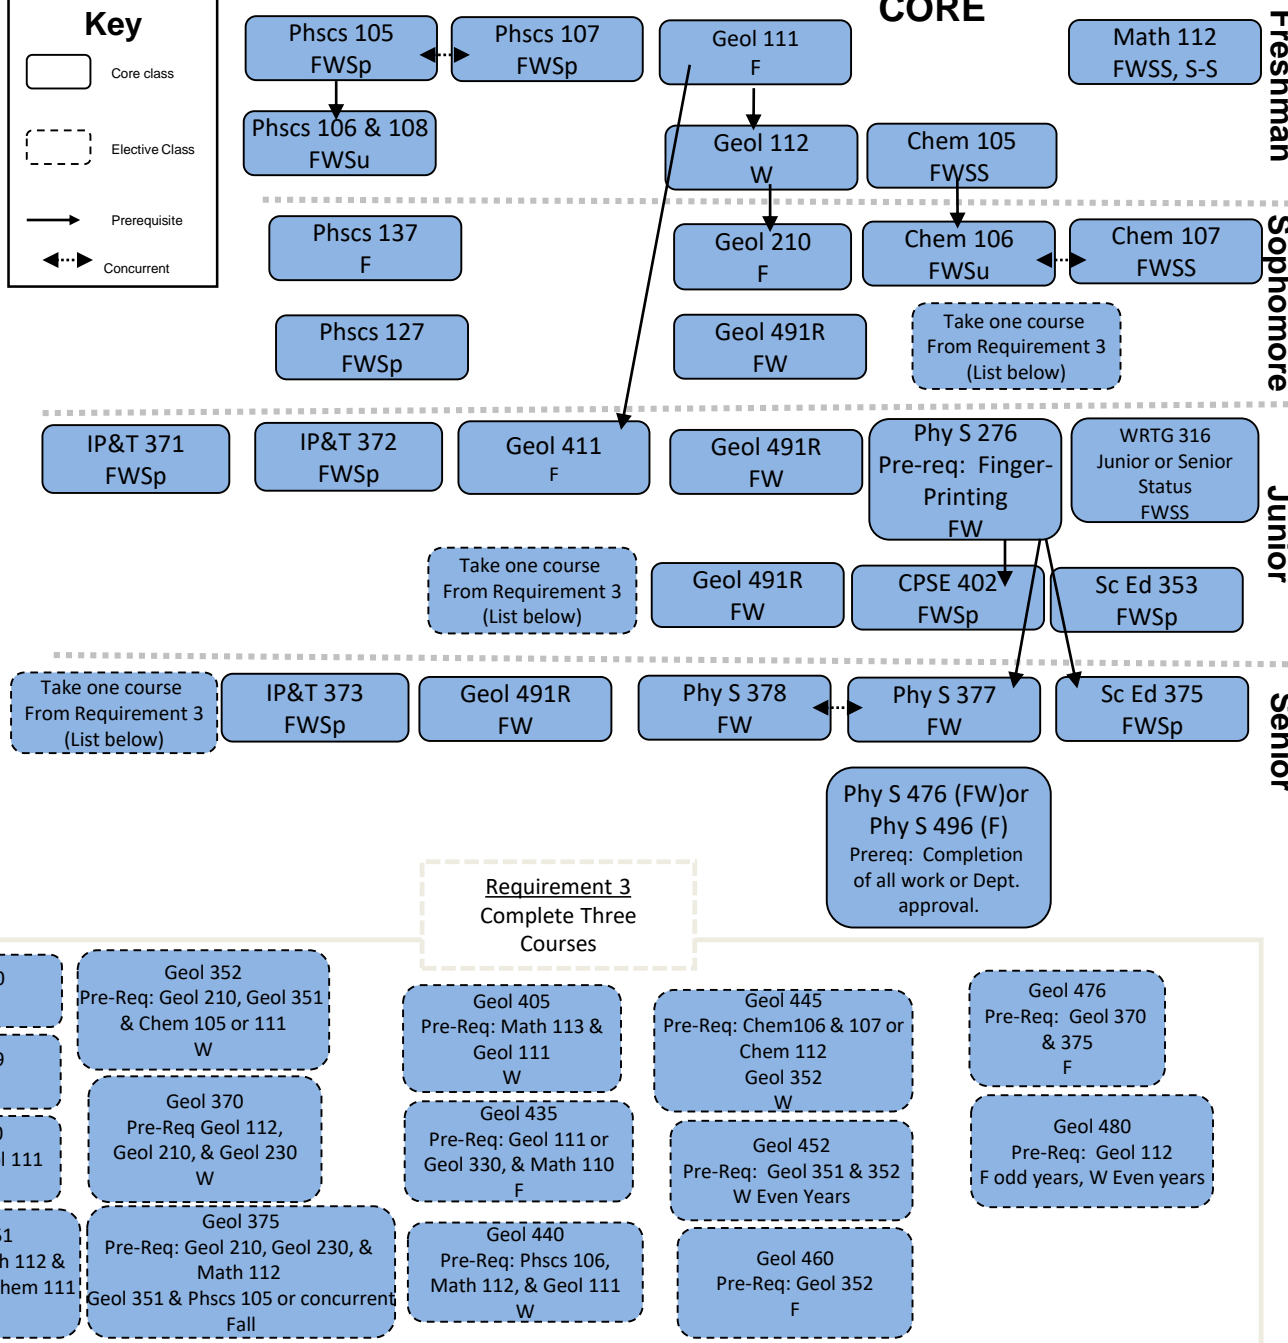 Key
Core class
Elective Class
Prerequisite
Concurrent
CORE
Freshman
Phscs 105
FWSp
Phscs 107
FWSp
Geol 111
F
Math 112
FWSS, S-S
Phscs 106 & 108
FWSu
Geol 112
W
Chem 105
FWSS
Sophomore
Phscs 137
F
Geol 210
F
Chem 106
FWSu
Chem 107
FWSS
Phscs 127
FWSp
Geol 491R
FW
Take one course
From Requirement 3
(List below)
Junior
IP&T 371
FWSp
IP&T 372
FWSp
Geol 411
F
Geol 491R
FW
Phy S 276
Pre-req:  Finger-
Printing
FW
WRTG 316
Junior or Senior
Status
FWSS
Take one course
From Requirement 3
(List below)
Geol 491R
FW
CPSE 402
FWSp
Sc Ed 353
FWSp
Senior
Take one course
From Requirement 3
(List below)
IP&T 373
FWSp
Geol 491R
FW
Phy S 378
FW
Phy S 377
FW
Sc Ed 375
FWSp
Phy S 476 (FW)or
Phy S 496 (F)
Prereq:  Completion
of all work or Dept.
approval.
Requirement 3
Complete Three
Courses
0
9
0
l 111
51
h 112 &
hem 111
Geol 352
Pre-Req: Geol 210, Geol 351
& Chem 105 or 111
W
Geol 370
Pre-Req Geol 112,
Geol 210, & Geol 230
W
Geol 375
Pre-Req: Geol 210, Geol 230, &
Math 112
Geol 351 & Phscs 105 or concurrent
Fall
Geol 405
Pre-Req: Math 113 &
Geol 111
W
Geol 435
Pre-Req: Geol 111 or
Geol 330, & Math 110
F
Geol 440
Pre-Req: Phscs 106,
Math 112, & Geol 111
W
Geol 445
Pre-Req: Chem106 & 107 or
Chem 112
Geol 352
W
Geol 452
Pre-Req:  Geol 351 & 352
W Even Years
Geol 460
Pre-Req: Geol 352
F
Geol 476
Pre-Req:  Geol 370
& 375
F
Geol 480
Pre-Req:  Geol 112
F odd years, W Even years